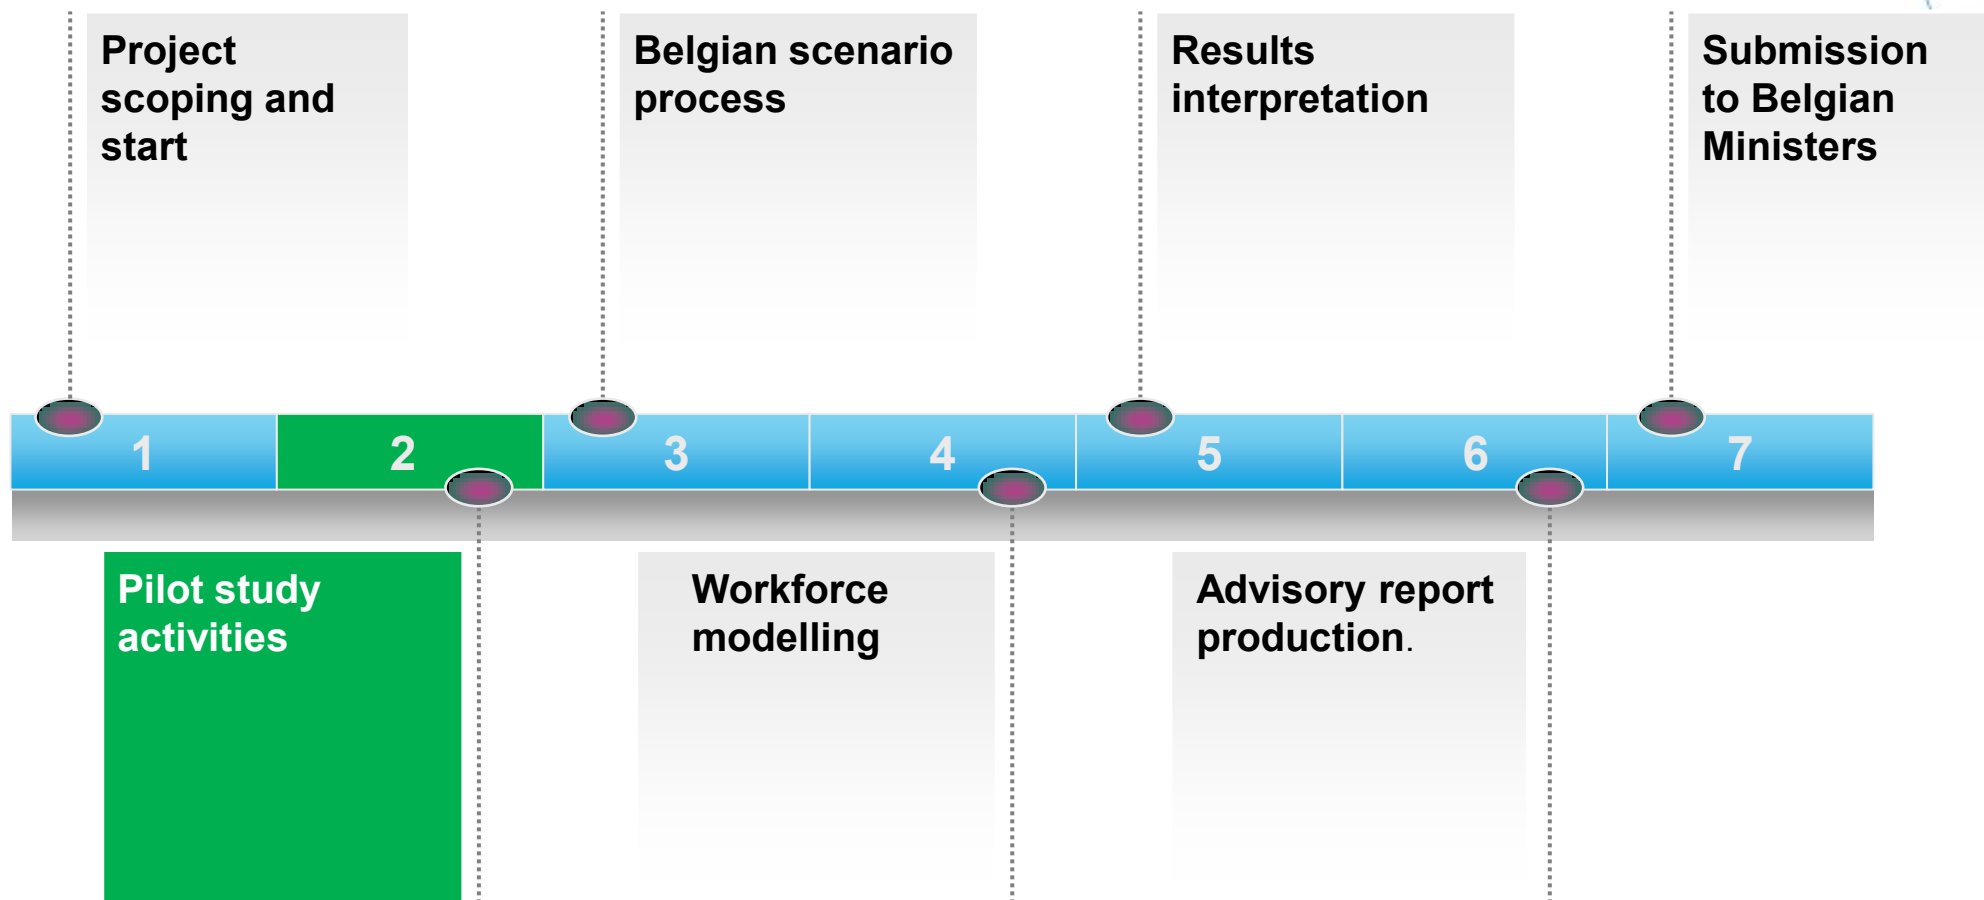 Project
scoping and
start
Belgian scenario
process
Results
interpretation
Submission
to Belgian
Ministers
1
2
3
4
5
6
7
Pilot study
activities
Workforce
modelling
Advisory report
production.